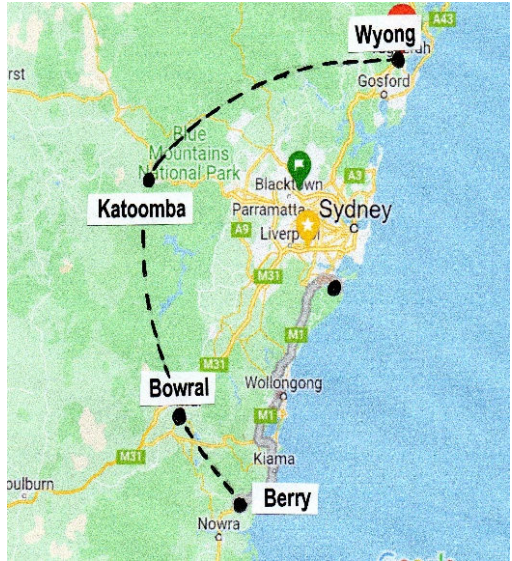 A43
Wyong
Gosford
rst
Blue
Mountains
National Park
Blacktown
A3
Katoomba
Parramatta
Sydney
A9
Liverpool
M31
M1
M31
Bowral
Wollongong
M1
M31
Kiama
oulburn
Berry
Nowra